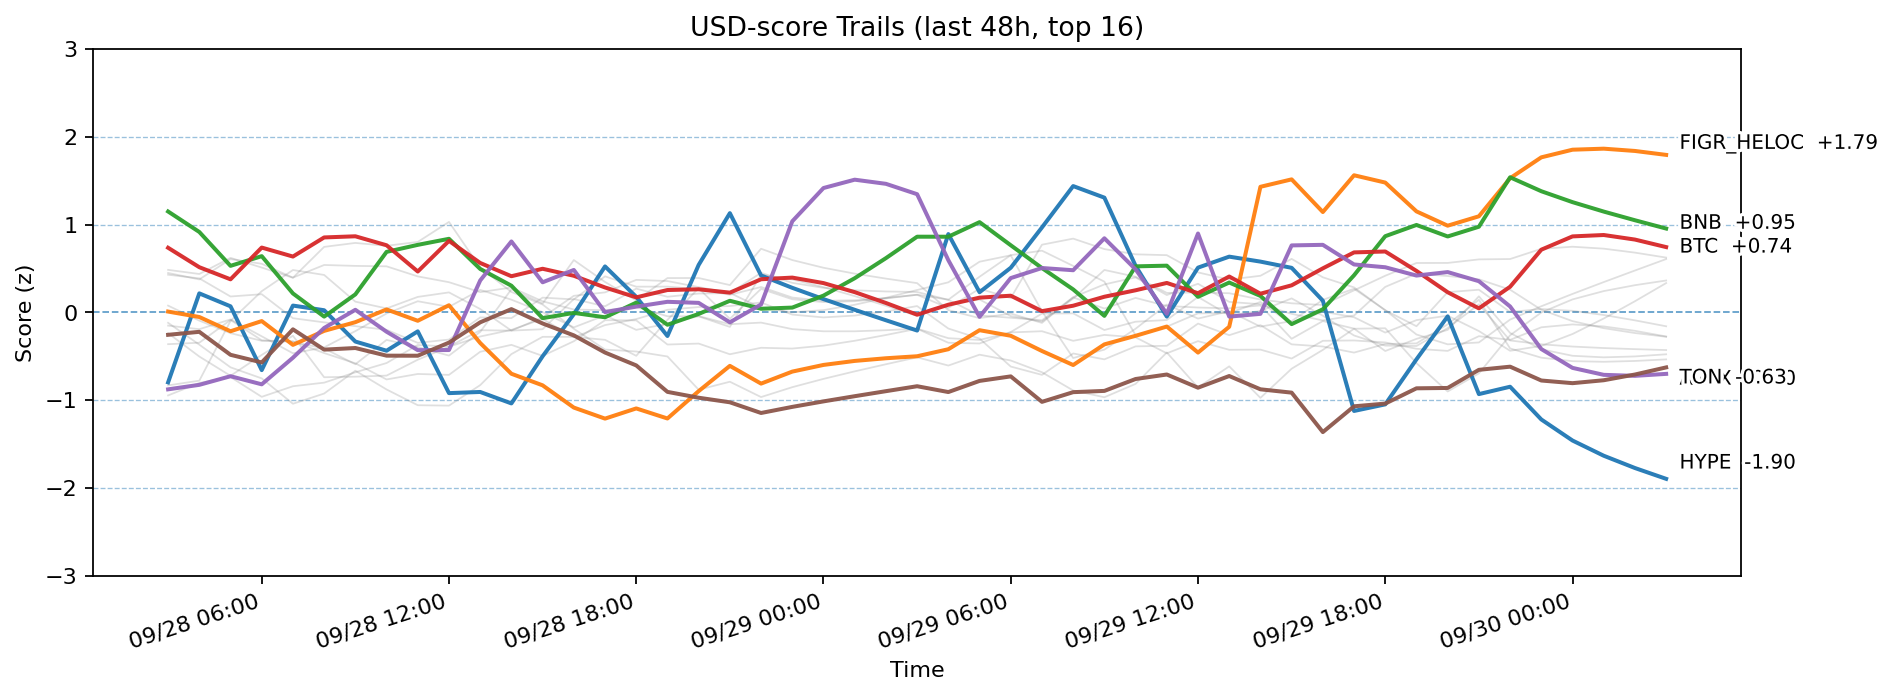 USD-score Trails (last 48h, top 16)
Score (z)
3
2
1
0
−1
−2
−3
FIGR_HELOC +1.79
BNB +0.95
BTC +0.74
TON -0.63
HYPE -1.90
09/28 06:00
09/28 12:00
09/28 18:00
09/29 00:00
09/29 06:00
09/29 12:00
09/29 18:00
09/30 00:00
Time